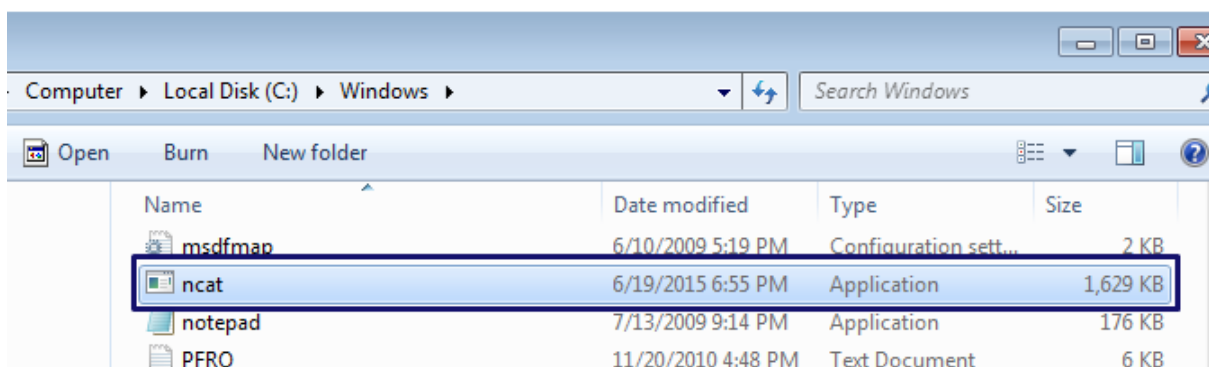 Computer ▸ Local Disk (C:) ▸ Windows ▸ Search Windows
Open Burn New folder
Name Date modified Type Size
msdfmap 6/10/2009 5:19 PM Configuration sett... 2 KB
ncat 6/19/2015 6:55 PM Application 1,629 KB
notepad 7/13/2009 9:14 PM Application 176 KB
PFRO 11/20/2010 4:48 PM Text Document 6 KB